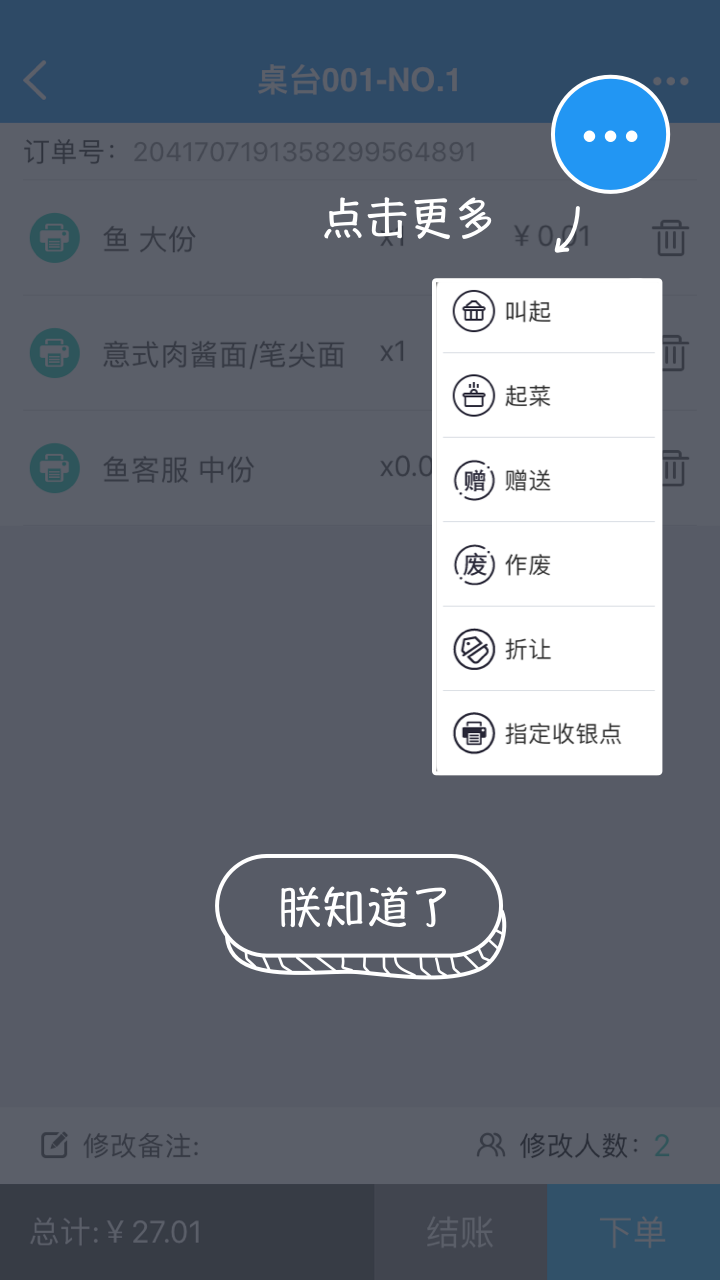 桌台001-NO.1
订单号: 2041707191358299564891
点击更多
鱼 大份 x1 ¥ 0.01
叫起
意式肉酱面/笔尖面 x1
起菜
鱼客服 中份 x0.0
赠 赠送
废 作废
折让
指定收银点
朕知道了
修改备注: 修改人数: 2
总计: ¥ 27.01 结账 下单